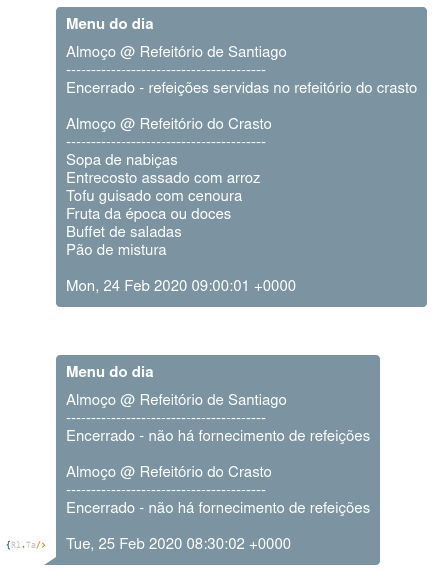 Menu do dia
Almoço @ Refeitório de Santiago
----------------------------------------
Encerrado - refeições servidas no refeitório do crasto
Almoço @ Refeitório do Crasto
----------------------------------------
Sopa de nabiças
Entrecosto assado com arroz
Tofu guisado com cenoura
Fruta da época ou doces
Buffet de saladas
Pão de mistura
Mon, 24 Feb 2020 09:00:01 +0000
Menu do dia
Almoço @ Refeitório de Santiago
----------------------------------------
Encerrado - não há fornecimento de refeições
Almoço @ Refeitório do Crasto
----------------------------------------
Encerrado - não há fornecimento de refeições
Tue, 25 Feb 2020 08:30:02 +0000